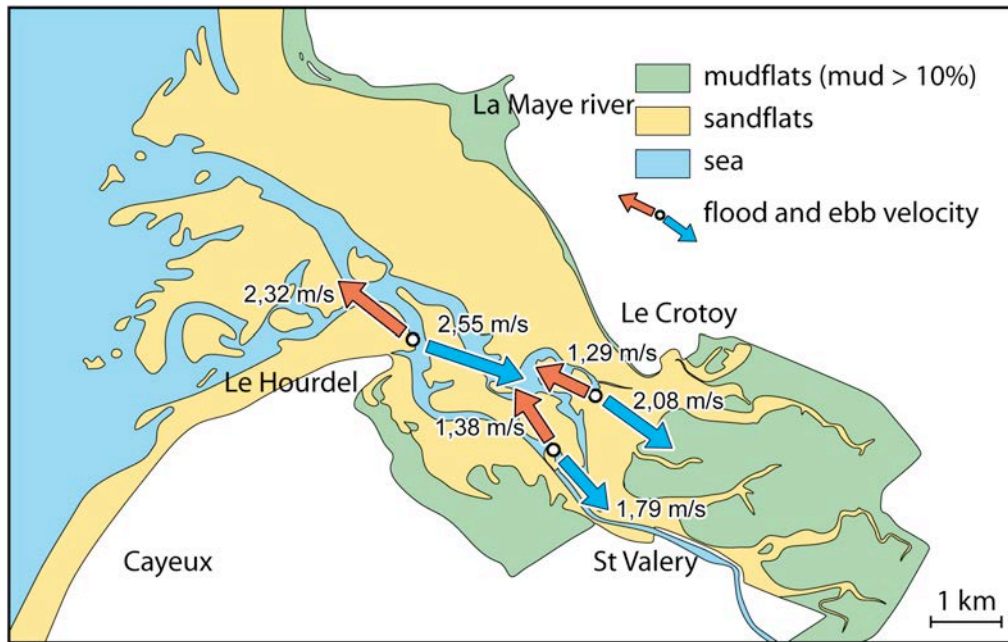 La Maye river
mudflats (mud > 10%)
sandflats
sea
flood and ebb velocity
2,32 m/s
2,55 m/s
Le Crotoy
1,29 m/s
Le Hourdel
2,08 m/s
1,38 m/s
1,79 m/s
Cayeux
St Valery
1 km